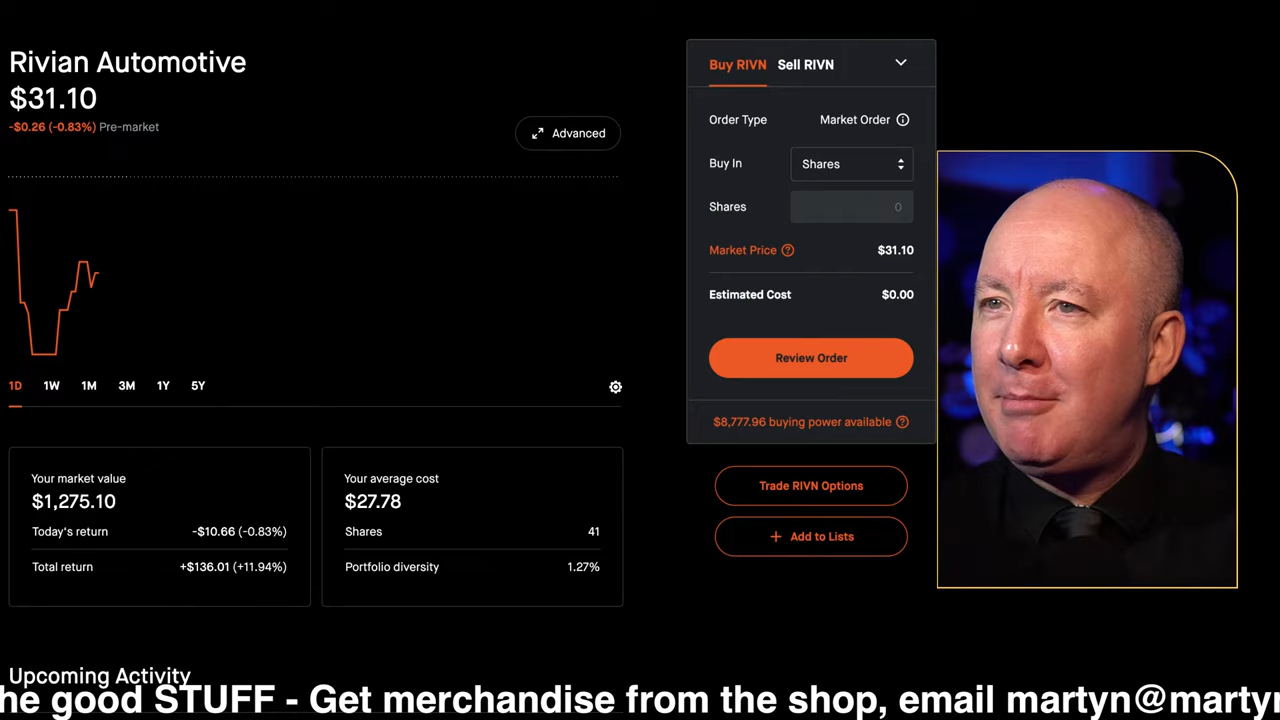 Rivian Automotive
$31.10
-$0.26 (-0.83%) Pre-market
Advanced
1D 1W 1M 3M 1Y 5Y
Your market value
$1,275.10
Today's return -$10.66 (-0.83%)
Total return +$136.01 (+11.94%)
Your average cost
$27.78
Shares 41
Portfolio diversity 1.27%
Buy RIVN Sell RIVN
Order Type Market Order
Buy In Shares
Shares 0
Market Price $31.10
Estimated Cost $0.00
Review Order
$8,777.96 buying power available
Trade RIVN Options
+ Add to Lists
Upcoming Activity
he good STUFF - Get merchandise from the shop, email martyn@marty